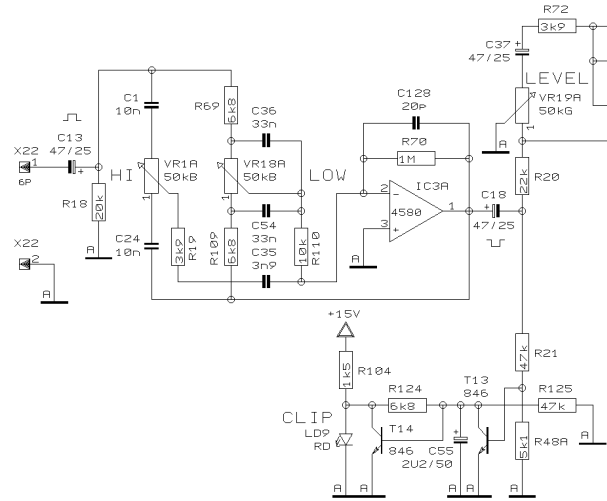 R72
3k9
C37
47/25
LEVEL
VR19A
50kG
1
A
C128
20p
R70
1M
C1
10n
R69
6k8
C36
33n
X22
1
6P
C13
47/25
HI
VR1A
50kB
1
VR18A
50kB
1
LOW
IC3A
2
4580
1
3
C18
47/25
R20
22k
R18
20k
A
X22
2
A
C24
10n
R19
3k9
R109
6k8
C54
33n
C35
3n9
R110
10k
A
+15V
R104
1k5
R21
47k
CLIP
LD9
RD
R124
6k8
T14
846
C55
2U2/50
T13
846
R125
47k
R48A
5k1
A
A
A
A
A
A